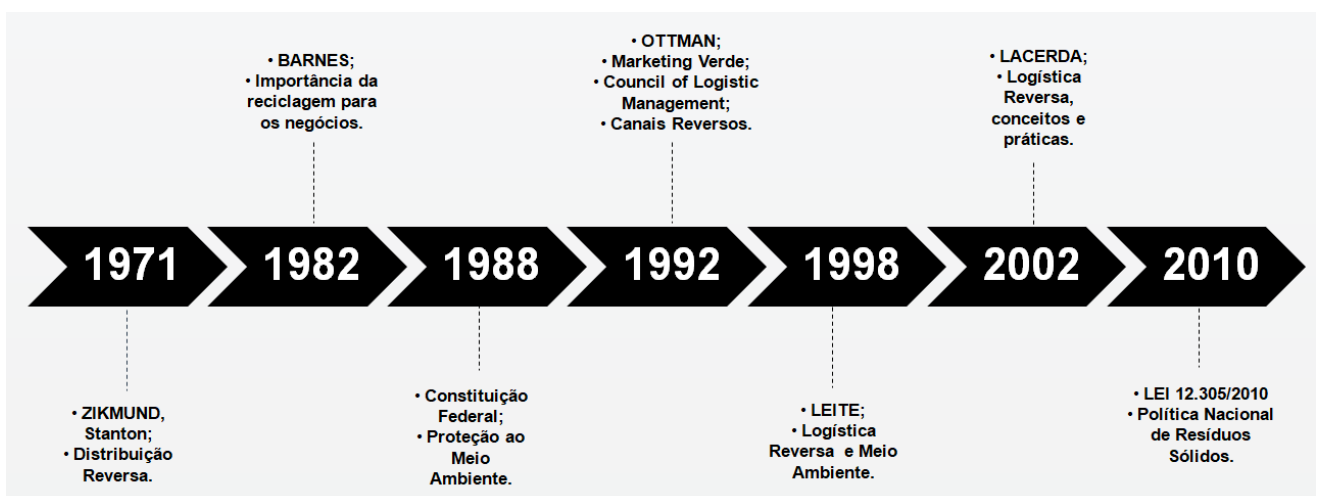 • BARNES;
• Importância da
reciclagem para
os negócios.
• OTTMAN;
• Marketing Verde;
• Council of Logistic
Management;
• Canais Reversos.
• LACERDA;
• Logística
Reversa,
conceitos e
práticas.
1971
1982
1988
1992
1998
2002
2010
• ZIKMUND,
Stanton;
• Distribuição
Reversa.
• Constituição
Federal;
• Proteção ao
Meio
Ambiente.
• LEITE;
• Logística
Reversa e Meio
Ambiente.
• LEI 12.305/2010
• Política Nacional
de Resíduos
Sólidos.